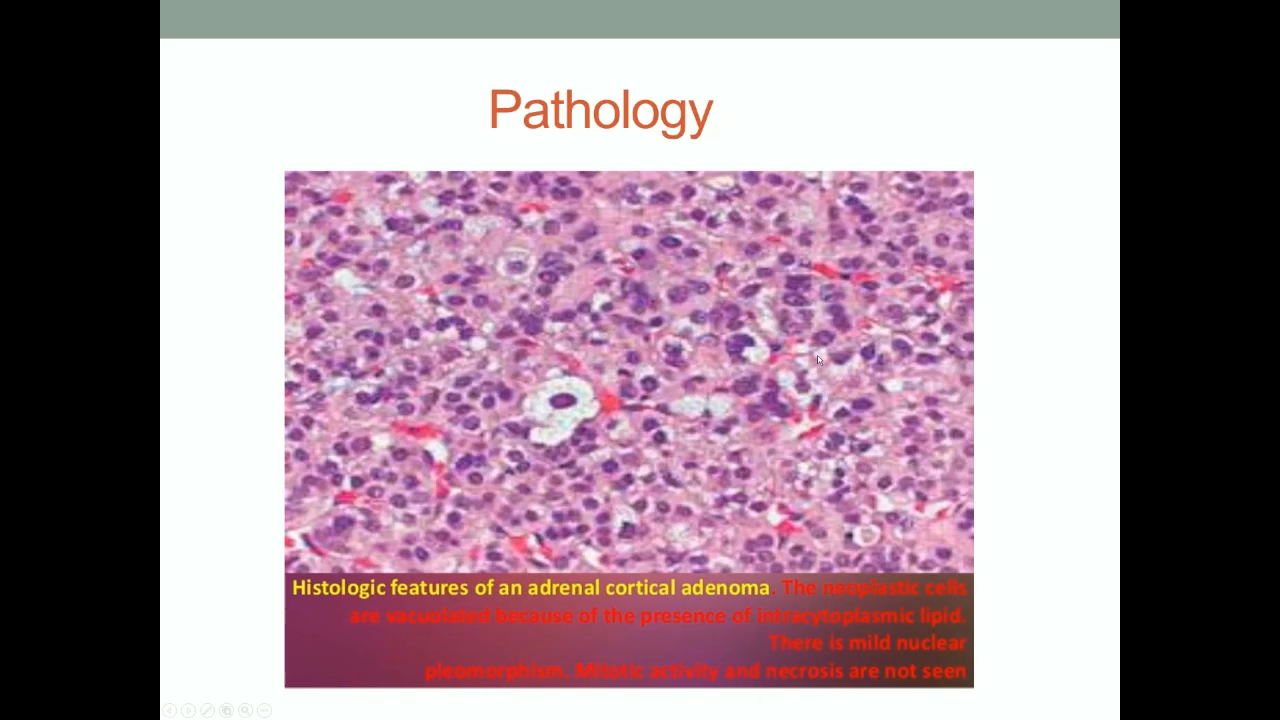 Pathology
Histologic features of an adrenal cortical adenoma. The neoplastic cells
are vacuolated because of the presence of intracytoplasmic lipid.
There is mild nuclear
pleomorphism. Mitotic activity and necrosis are not seen